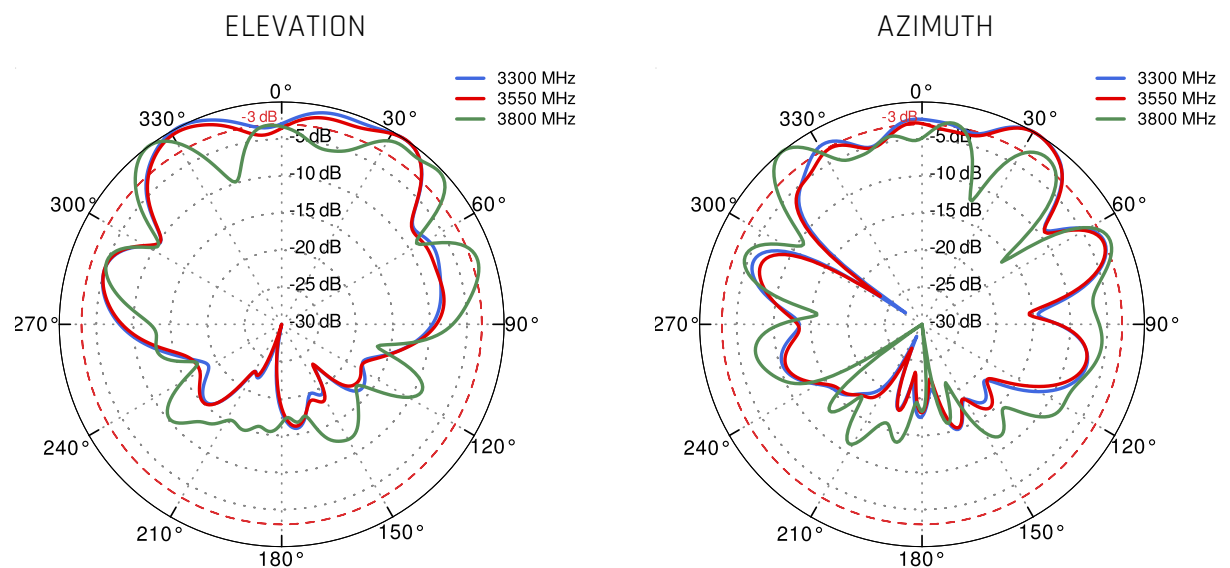 ELEVATION
3300 MHz
3550 MHz
3800 MHz
0°
-3 dB
330°
30°
-5 dB
-10 dB
300°
60°
-15 dB
-20 dB
-25 dB
270°
-30 dB
90°
240°
120°
210°
150°
180°
AZIMUTH
3300 MHz
3550 MHz
3800 MHz
0°
-3 dB
330°
30°
-5 dB
-10 dB
300°
60°
-15 dB
-20 dB
-25 dB
270°
-30 dB
90°
240°
120°
210°
150°
180°